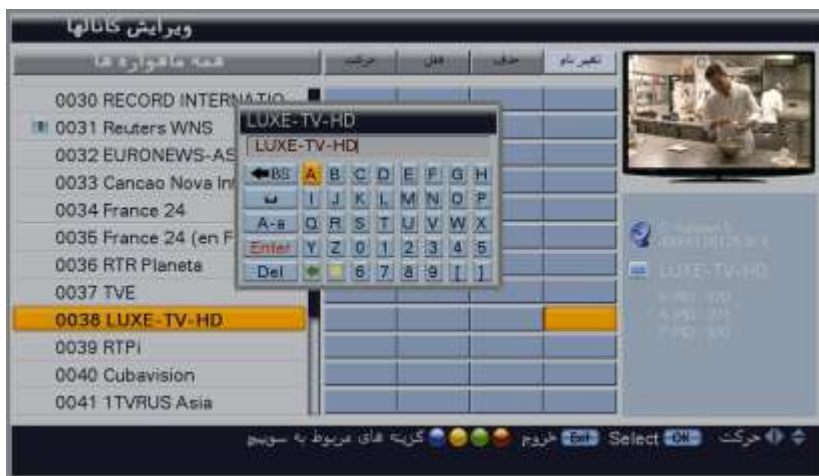 ویرایش کانالها
همه ماهواره ها
حرکت
قفل
حذف
تغییر نام
0030 RECORD INTERNATIO
0031 Reuters WNS
0032 EURONEWS-AS
0033 Cancao Nova In
0034 France 24
0035 France 24 (en F
0036 RTR Planeta
0037 TVE
0038 LUXE-TV-HD
0039 RTPi
0040 Cubavision
0041 1TVRUS Asia
LUXE-TV-HD
LUXE-TV-HD
BS A B C D E F G H
I J K L M N O P
A-a Q R S T U V W X
Enter Y Z 0 1 2 3 4 5
Del 6 7 8 9 [ ]
LUXE-TV-HD
حرکت OK Select Exit خروج گزینه های مربوط به سوییچ